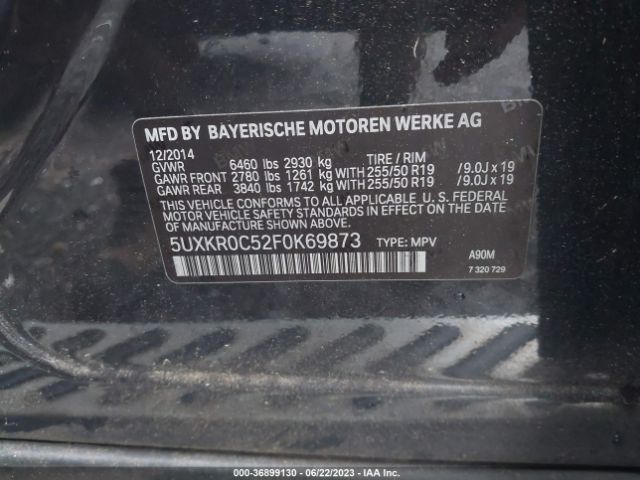 MFD BY BAYERISCHE MOTOREN WERKE AG
12/2014
GVWR 6460 lbs 2930 kg TIRE / RIM
GAWR FRONT 2780 lbs 1261 kg WITH 255/50 R19 /9.0J x 19
GAWR REAR 3840 lbs 1742 kg WITH 255/50 R19 /9.0J x 19
THIS VEHICLE CONFORMS TO ALL APPLICABLE U. S. FEDERAL
MOTOR VEHICLE SAFETY STANDARDS IN EFFECT ON THE DATE OF
MANUFACTURE SHOWN ABOVE.
5UXKR0C52F0K69873 TYPE: MPV
A90M
7 320 729
000-36899130 - 06/22/2023 - IAA Inc.